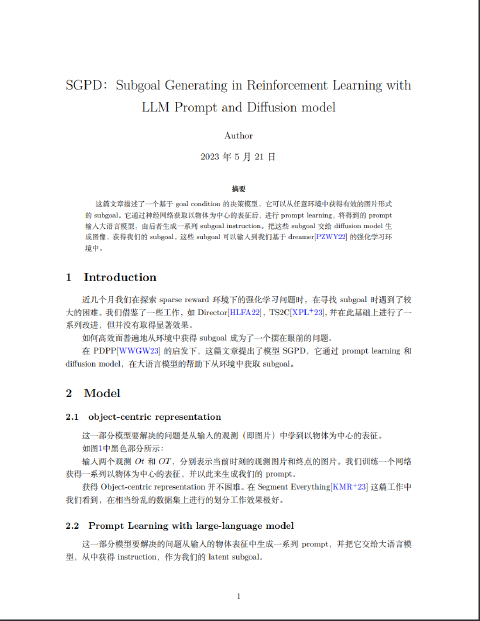 SGPD：Subgoal Generating in Reinforcement Learning with
LLM Prompt and Diffusion model
Author
2023 年 5 月 21 日
摘要
这篇文章描述了一个基于 goal condition 的决策模型，它可以从任意环境中获得有效的图片形式
的 subgoal。它通过神经网络获取以物体为中心的表征后，进行 prompt learning，将得到的 prompt
输入大语言模型，由后者生成一系列 subgoal instruction。把这些 subgoal 交给 diffusion model 生
成图像，获得我们的 subgoal。这些 subgoal 可以输入到我们基于 dreamer[PZWY22] 的强化学习环
境中。
1 Introduction
近几个月我们在探索 sparse reward 环境下的强化学习问题时，在寻找 subgoal 时遇到了较
大的困难。我们借鉴了一些工作，如 Director[HLFA22]，TS2C[XPL+23],并在此基础上进行了一
系列改进，但并没有取得显著效果。
如何高效而普遍地从环境中获得 subgoal 成为了一个摆在眼前的问题。
在 PDPP[WWGW23] 的启发下，这篇文章提出了模型 SGPD，它通过 prompt learning 和
diffusion model，在大语言模型的帮助下从环境中获取 subgoal。
2 Model
2.1 object-centric representation
这一部分模型要解决的问题是从输入的观测（即图片）中学到以物体为中心的表征。
如图1中黑色部分所示：
输入两个观测 Ot 和 OT，分别表示当前时刻的观测图片和终点的图片。我们训练一个网络
获得一系列以物体为中心的表征，并以此来生成我们的 prompt。
获得 Object-centric representation 并不困难。在 Segment Everything[KMR+23] 这篇工作中
我们看到，在相当纷乱的数据集上进行的划分工作效果极好。
2.2 Prompt Learning with large-language model
这一部分模型要解决的问题从输入的物体表征中生成一系列 prompt，并把它交给大语言模
型，从中获得 instruction，作为我们的 latent subgoal。
1